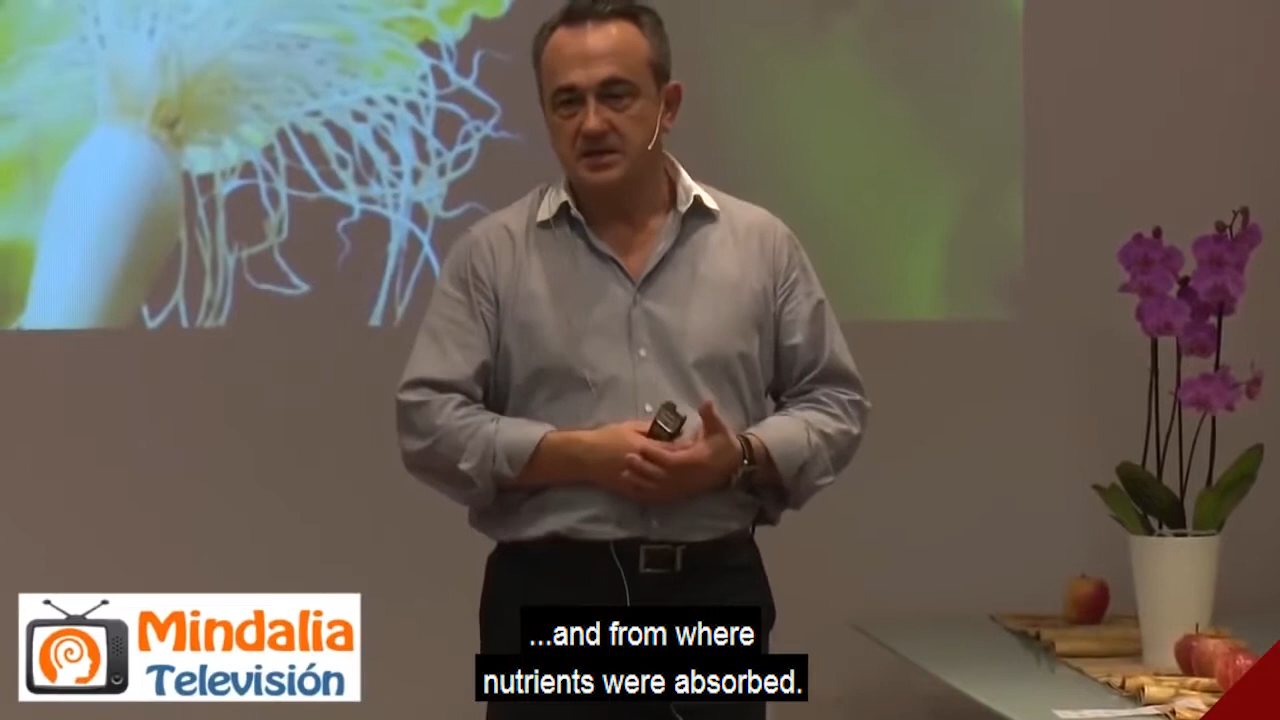 Mindalia
Televisión
...and from where
nutrients were absorbed.